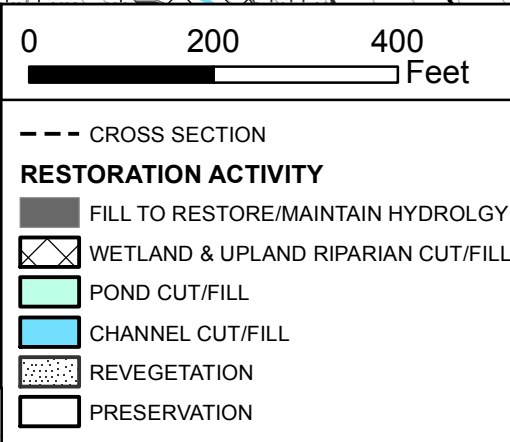 0 200 400
Feet
CROSS SECTION
RESTORATION ACTIVITY
FILL TO RESTORE/MAINTAIN HYDROLGY
WETLAND & UPLAND RIPARIAN CUT/FILL
POND CUT/FILL
CHANNEL CUT/FILL
REVEGETATION
PRESERVATION